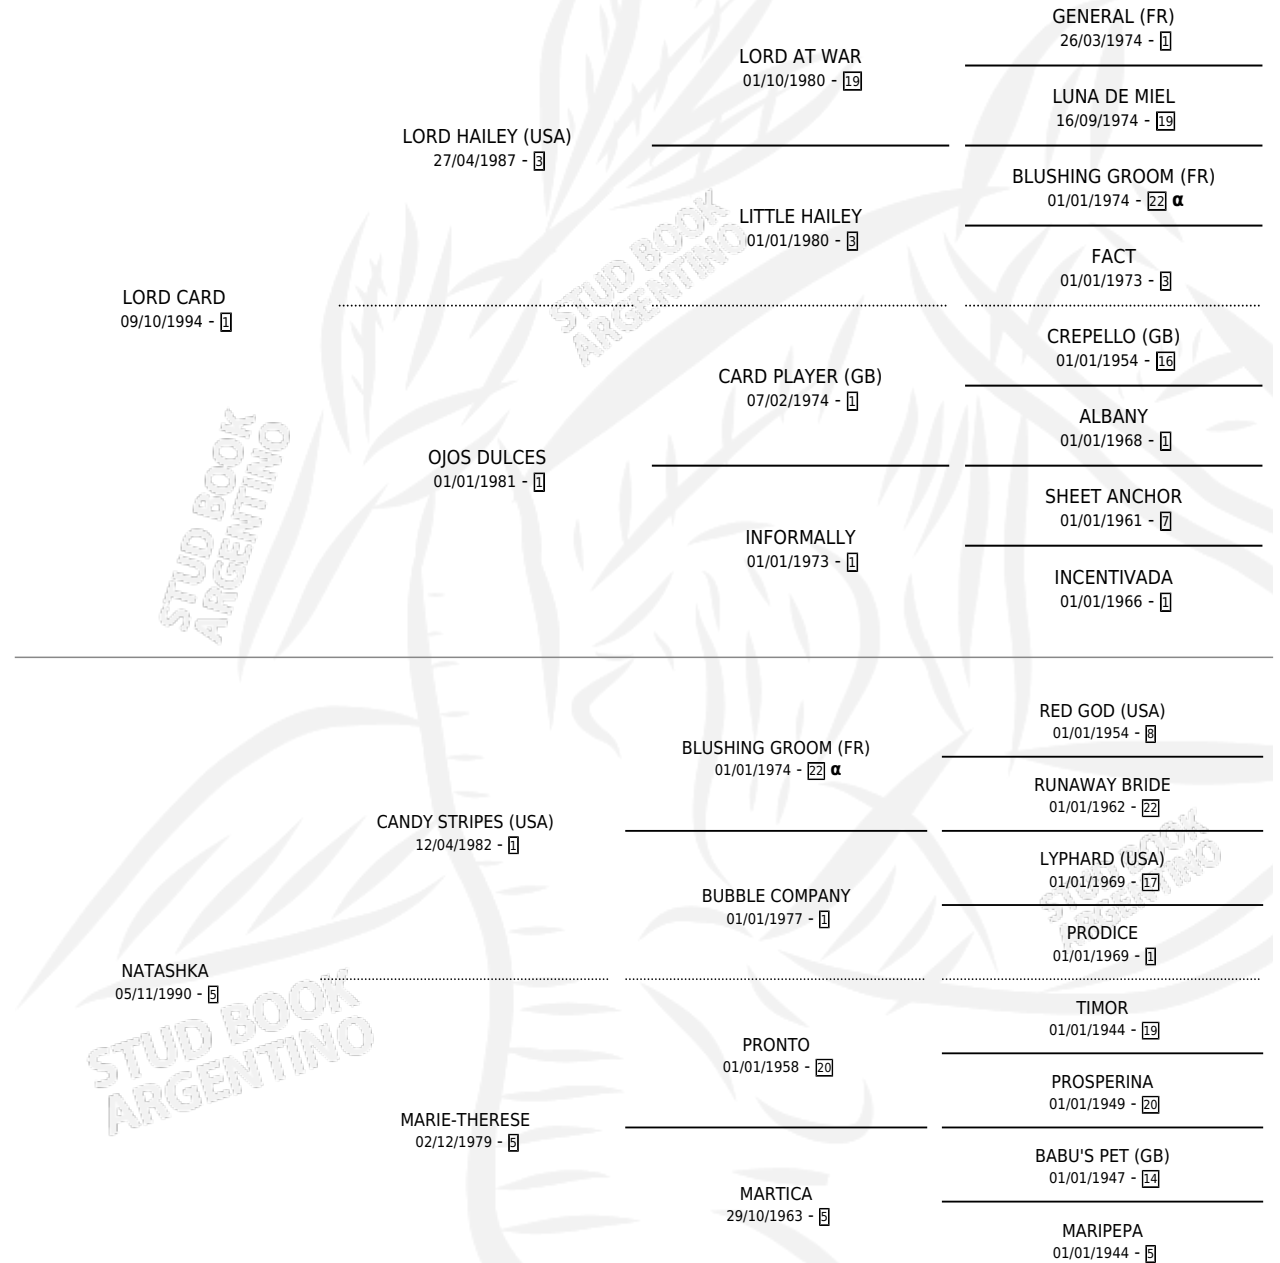 GENERAL (FR)
26/03/1974 - 1
LORD AT WAR
01/10/1980 - 19
LUNA DE MIEL
16/09/1974 - 19
LORD HAILEY (USA)
27/04/1987 - 3
BLUSHING GROOM (FR)
01/01/1974 - 22 α
LITTLE HAILEY
01/01/1980 - 3
FACT
01/01/1973 - 3
LORD CARD
09/10/1994 - 1
CREPELLO (GB)
01/01/1954 - 16
CARD PLAYER (GB)
07/02/1974 - 1
ALBANY
01/01/1968 - 1
OJOS DULCES
01/01/1981 - 1
SHEET ANCHOR
01/01/1961 - 7
INFORMALLY
01/01/1973 - 1
INCENTIVADA
01/01/1966 - 1
RED GOD (USA)
01/01/1954 - 8
BLUSHING GROOM (FR)
01/01/1974 - 22 α
RUNAWAY BRIDE
01/01/1962 - 22
CANDY STRIPES (USA)
12/04/1982 - 1
LYPHARD (USA)
01/01/1969 - 17
BUBBLE COMPANY
01/01/1977 - 1
PRODICE
01/01/1969 - 1
NATASHKA
05/11/1990 - 5
TIMOR
01/01/1944 - 19
PRONTO
01/01/1958 - 20
PROSPERINA
01/01/1949 - 20
MARIE-THERESE
02/12/1979 - 5
BABU'S PET (GB)
01/01/1947 - 14
MARTICA
29/10/1963 - 5
MARIPEPA
01/01/1944 - 5
STUD BOOK
ARGENTINO
STUD BOOK
ARGENTINO
STUD BOOK
ARGENTINO
STUD BOOK
ARGENTINO